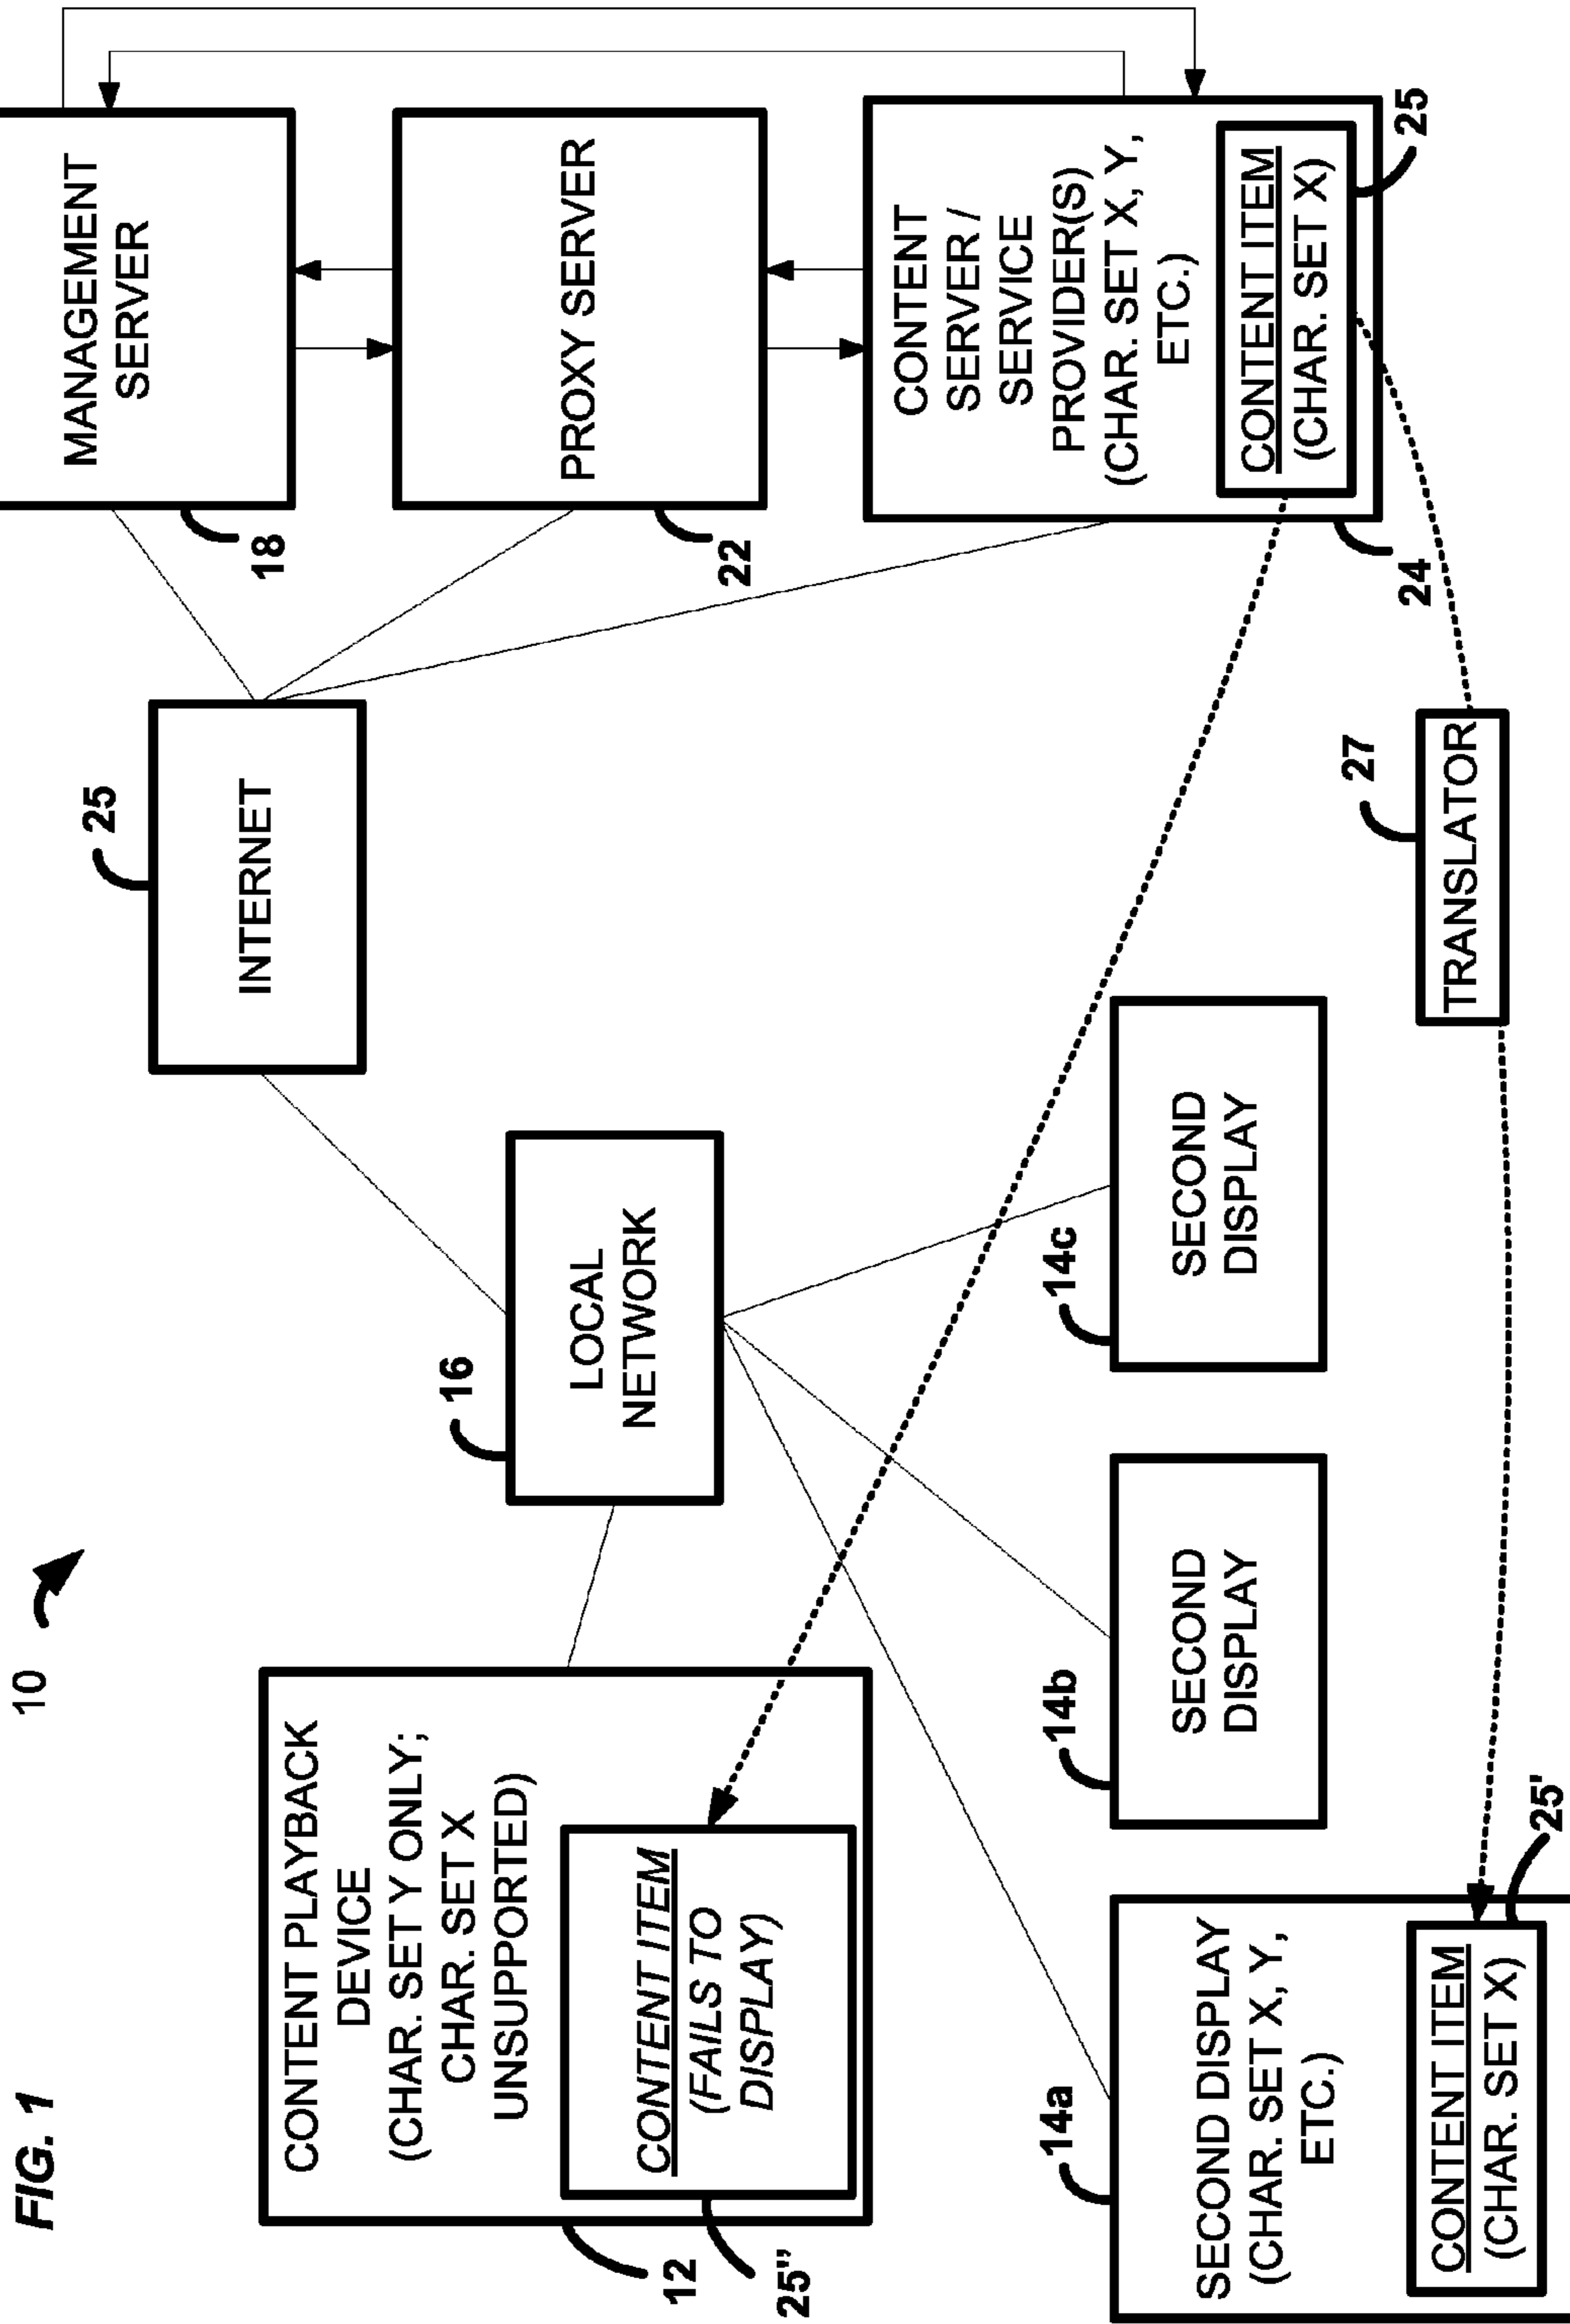 FIG. 1
10
CONTENT PLAYBACK
DEVICE
(CHAR. SET Y ONLY;
CHAR. SET X
UNSUPPORTED)
CONTENT ITEM
(FAILS TO
DISPLAY)
12
25''
16
LOCAL
NETWORK
25
INTERNET
MANAGEMENT
SERVER
18
PROXY SERVER
22
CONTENT
SERVER /
SERVICE
PROVIDER(S)
(CHAR. SET X, Y,
ETC.)
CONTENT ITEM
(CHAR. SET X)
25
24
14a
SECOND DISPLAY
(CHAR. SET X, Y,
ETC.)
CONTENT ITEM
(CHAR. SET X)
25'
14b
SECOND
DISPLAY
14c
SECOND
DISPLAY
27
TRANSLATOR